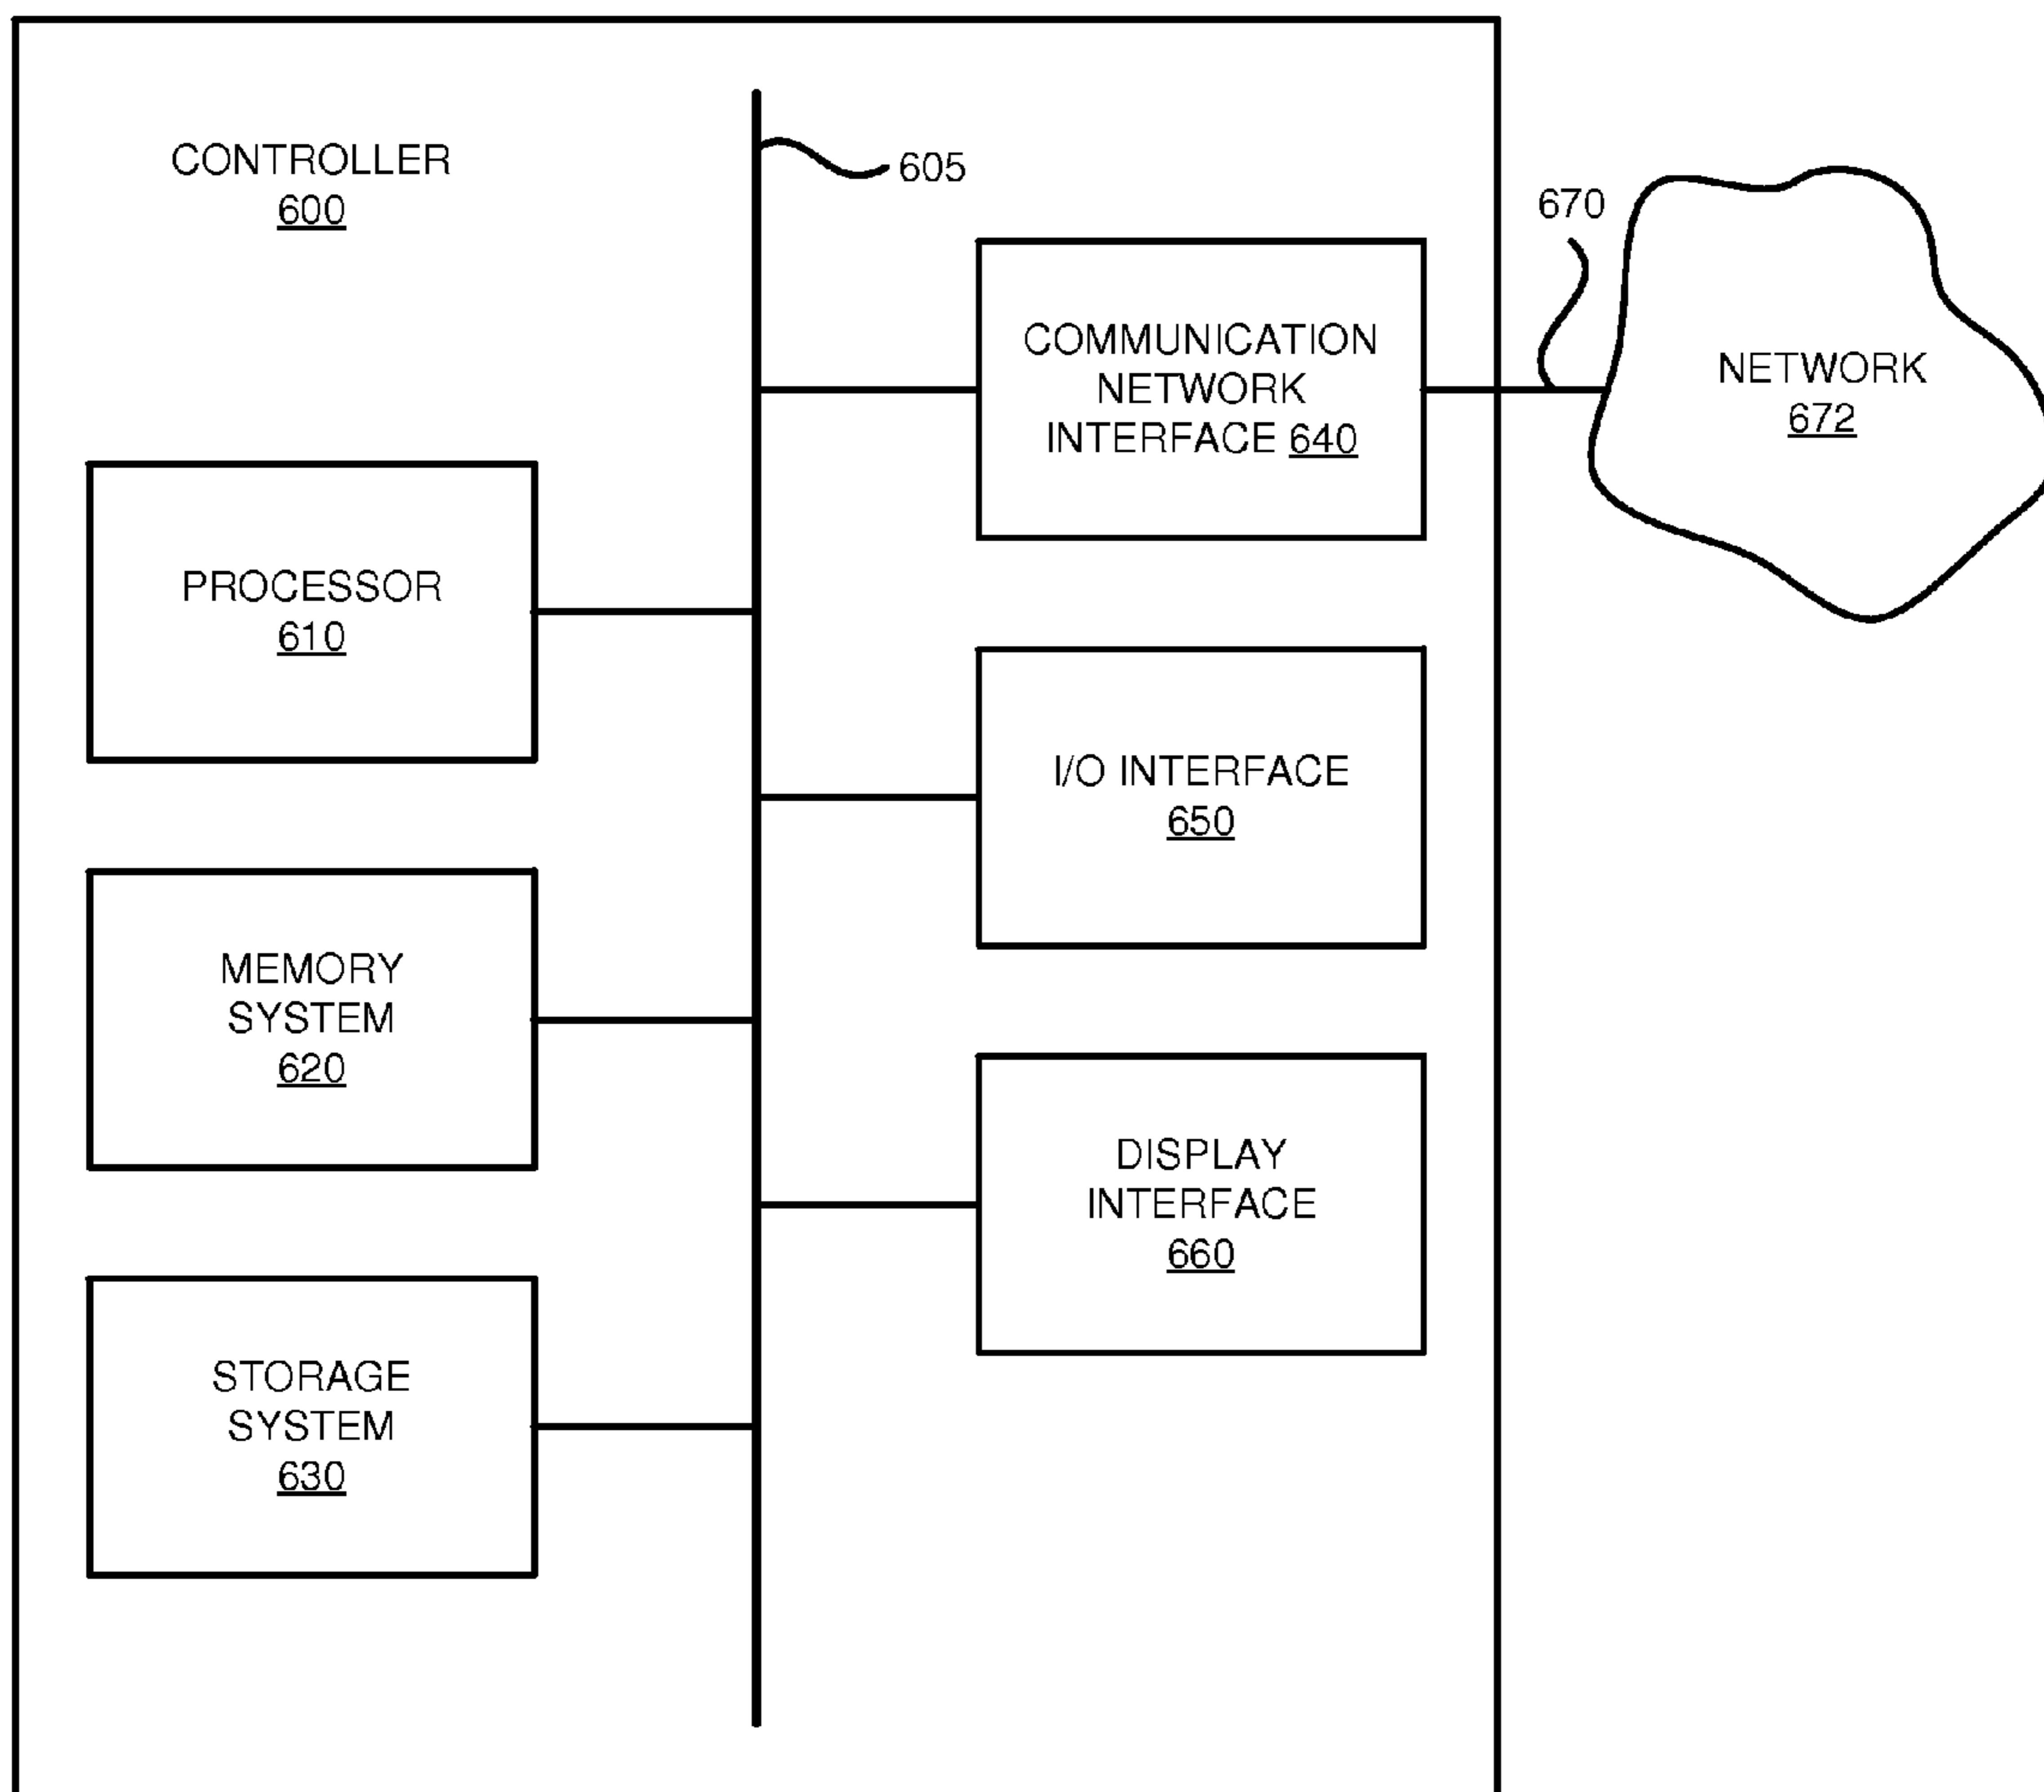 CONTROLLER
600
605
670
COMMUNICATION
NETWORK
INTERFACE 640
NETWORK
672
PROCESSOR
610
I/O INTERFACE
650
MEMORY
SYSTEM
620
DISPLAY
INTERFACE
660
STORAGE
SYSTEM
630